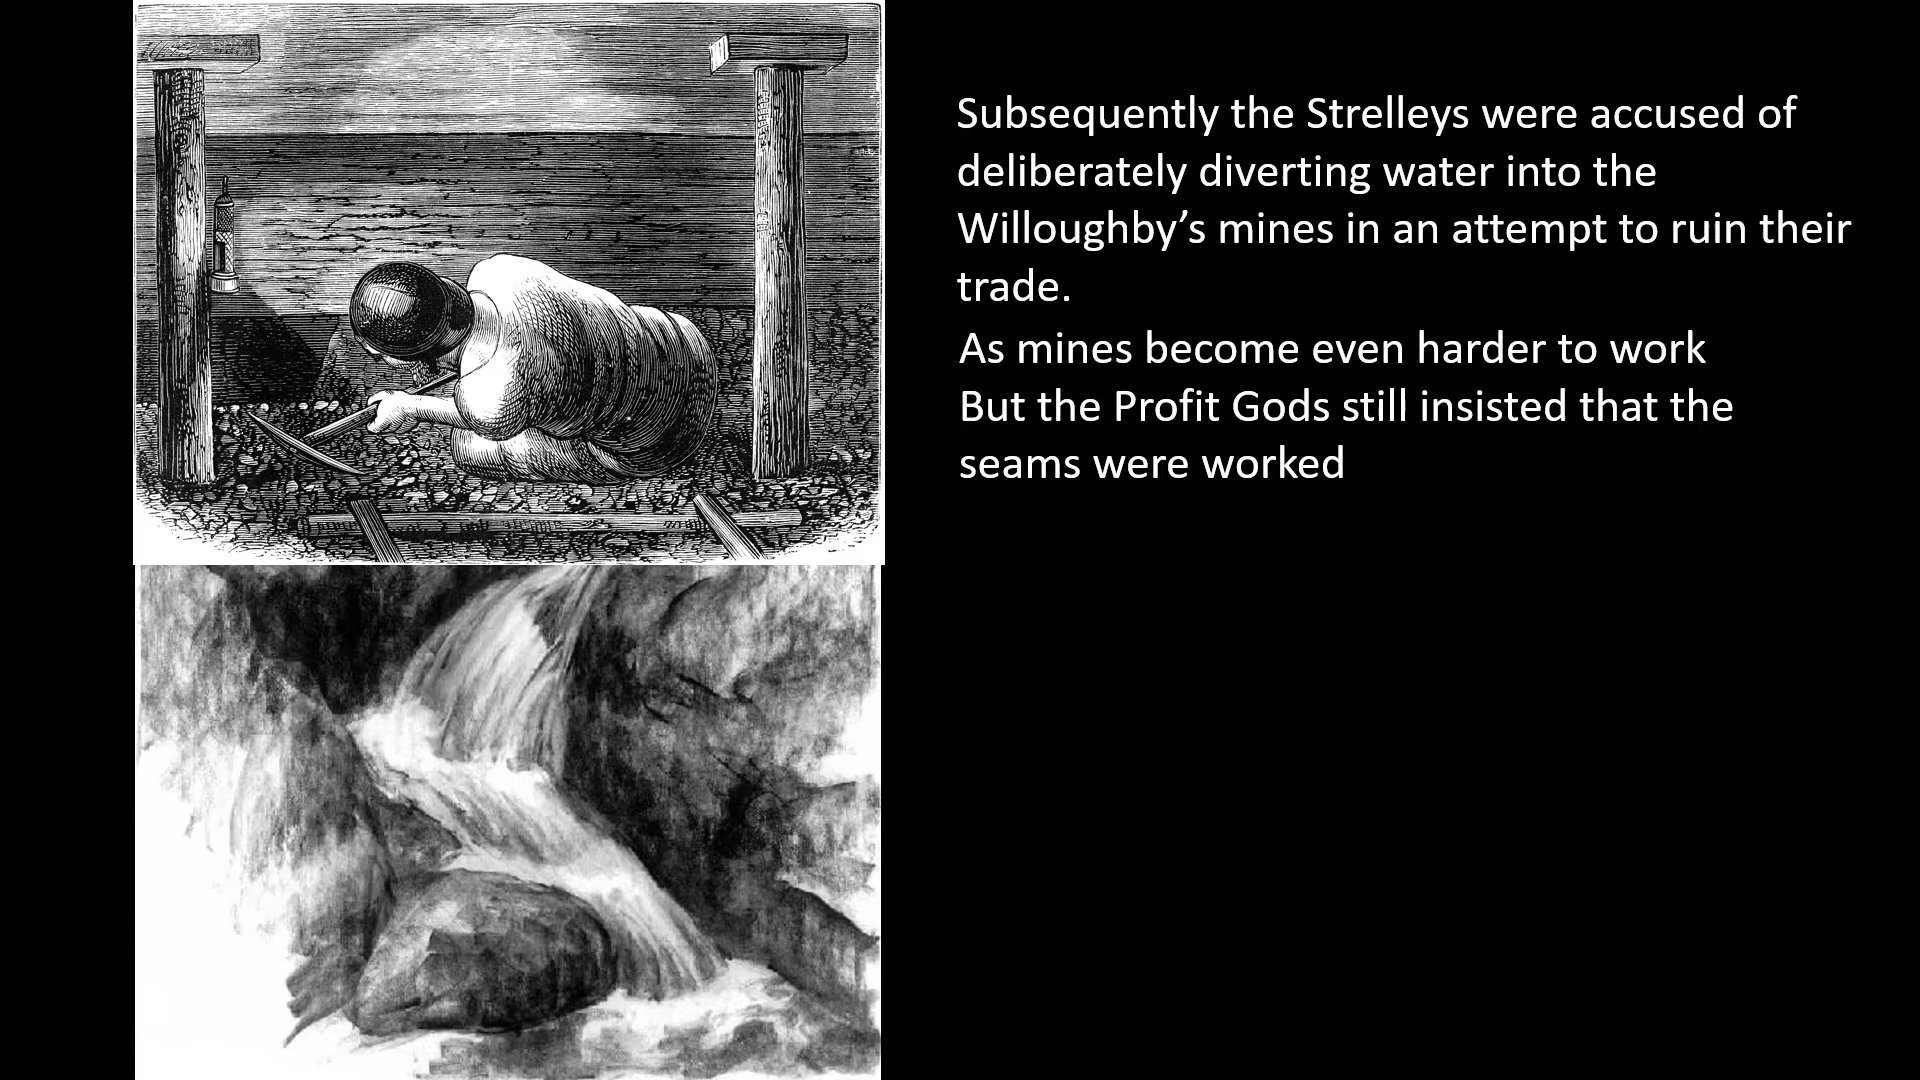 Subsequently the Strelleys were accused of
deliberately diverting water into the
Willoughby’s mines in an attempt to ruin their
trade.
As mines become even harder to work
But the Profit Gods still insisted that the
seams were worked